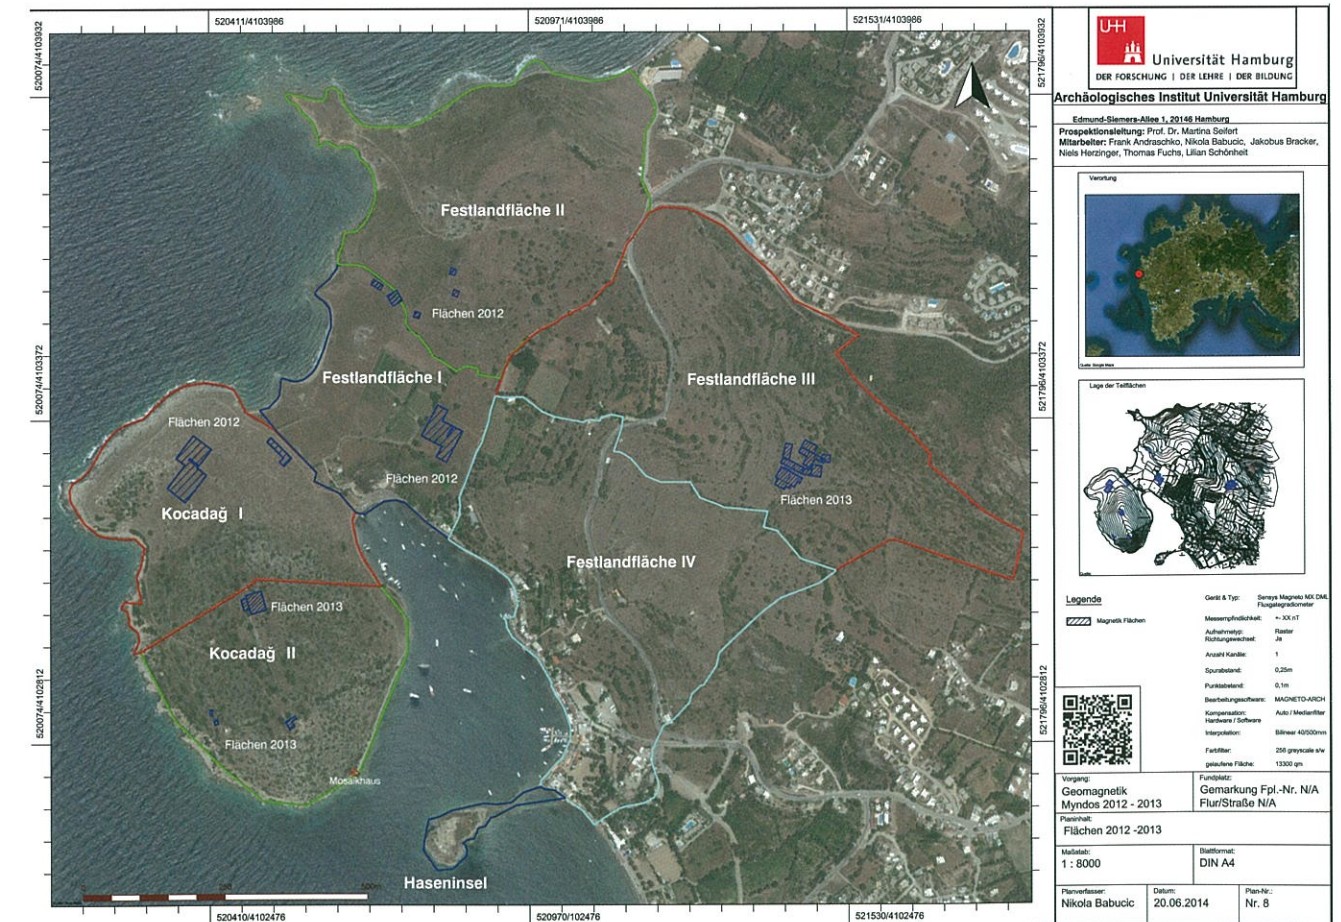 520411/4103986
520971/4103986
521531/4103986
520074/4103932
521796/4103932
520074/4103372
521796/4103372
520074/4102812
521796/4102812
520410/4102476
520970/102476
521530/4102476
Festlandfläche II
Flächen 2012
Festlandfläche I
Festlandfläche III
Flächen 2012
Flächen 2012
Flächen 2013
Kocadağ I
Festlandfläche IV
Flächen 2013
Kocadağ II
Flächen 2013
Mosaikhaus
Haseninsel
500m
UHH
Universität Hamburg
DER FORSCHUNG | DER LEHRE | DER BILDUNG
Archäologisches Institut Universität Hamburg
Edmund-Siemers-Allee 1, 20146 Hamburg
Prospektionsleitung: Prof. Dr. Martina Seifert
Mitarbeiter: Frank Andraschko, Nikola Babucic, Jakobus Bracker,
Niels Herzinger, Thomas Fuchs, Lilian Schönheit
Verortung
Quelle: Google Maps
Lage der Teilflächen
Quelle:
Legende
Magnetik Flächen
Gerät & Typ: Sensys Magneto MX DML
Fluxgategradiometer
Messempfindlichkeit: +- XX nT
Aufnahmetyp: Raster
Richtungswechsel: Ja
Anzahl Kanäle: 1
Spurabstand: 0,25m
Punktabstand: 0,1m
Bearbeitungssoftware: MAGNETO-ARCH
Kompensation: Auto / Medianfilter
Hardware / Software
Interpolation: Bilinear 40/500mm
Farbfilter: 256 greyscale s/w
gelaufene Fläche: 13300 qm
Vorgang:
Geomagnetik
Myndos 2012 - 2013
Fundplatz:
Gemarkung Fpl.-Nr. N/A
Flur/Straße N/A
Planinhalt:
Flächen 2012 -2013
Maßstab:
1 : 8000
Blattformat:
DIN A4
Planverfasser:
Nikola Babucic
Datum:
20.06.2014
Plan-Nr.:
Nr. 8